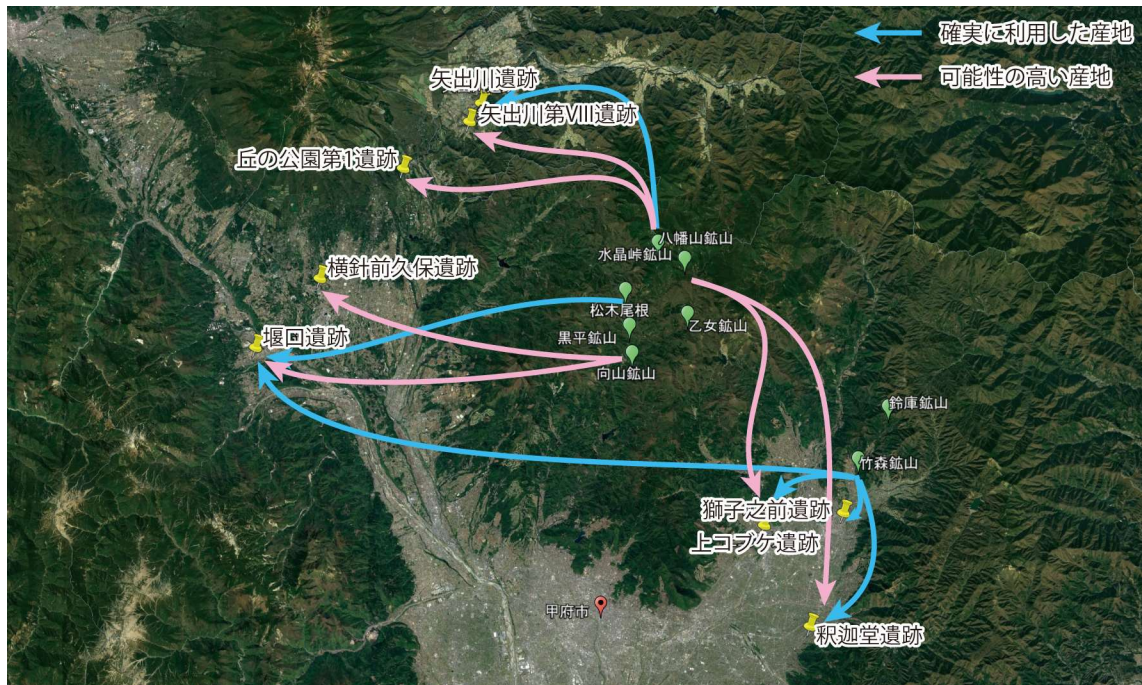 確実に利用した産地
可能性の高い産地
矢出川遺跡
矢出川第Ⅷ遺跡
丘の公園第1遺跡
八幡山鉱山
水晶峠鉱山
横針前久保遺跡
松木尾根
乙女鉱山
黒平鉱山
堰口遺跡
向山鉱山
鈴庫鉱山
竹森鉱山
獅子之前遺跡
上コブケ遺跡
甲府市
釈迦堂遺跡